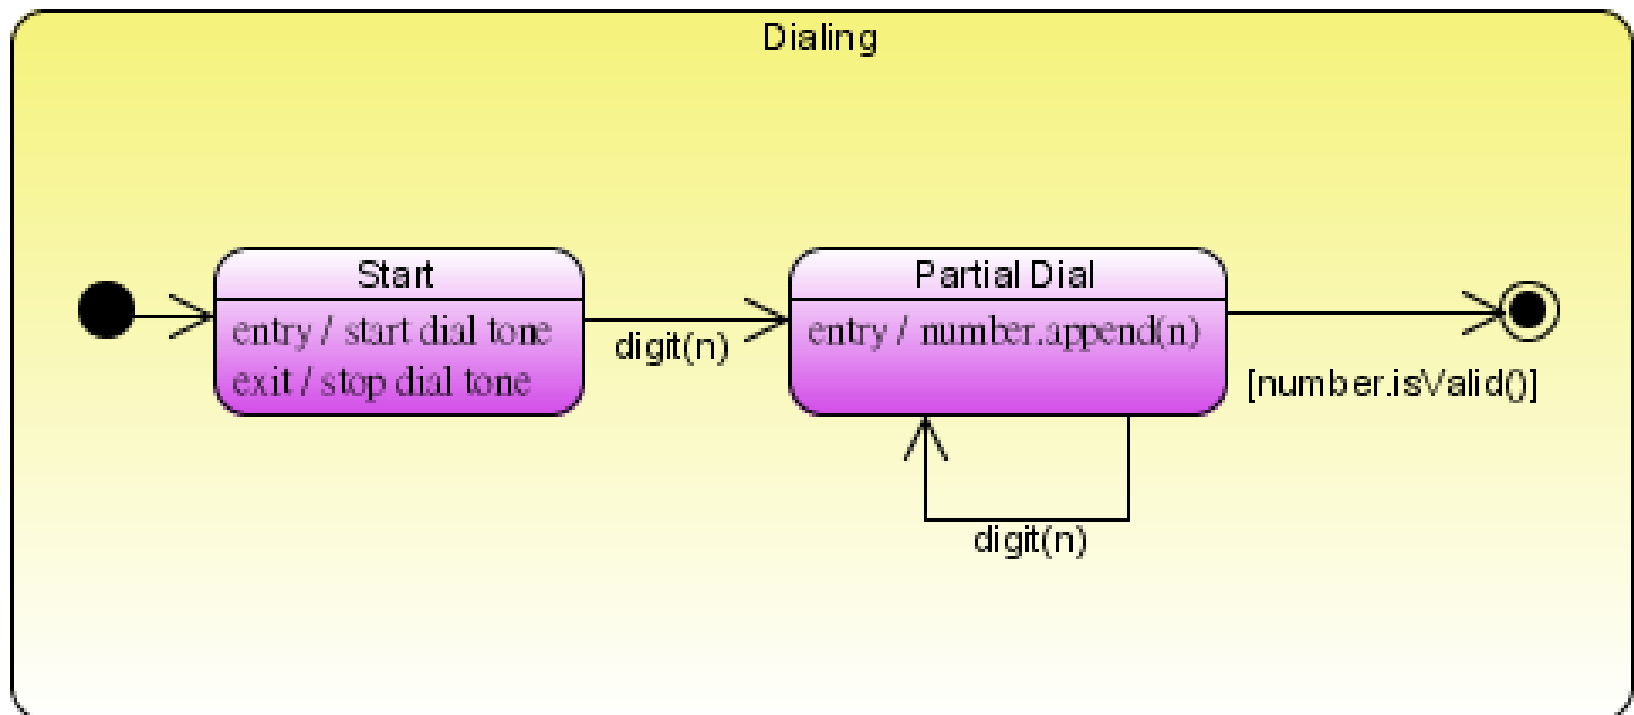 Dialing
Start
entry / start dial tone
exit / stop dial tone
digit(n)
Partial Dial
entry / number.append(n)
digit(n)
[number.isValid()]